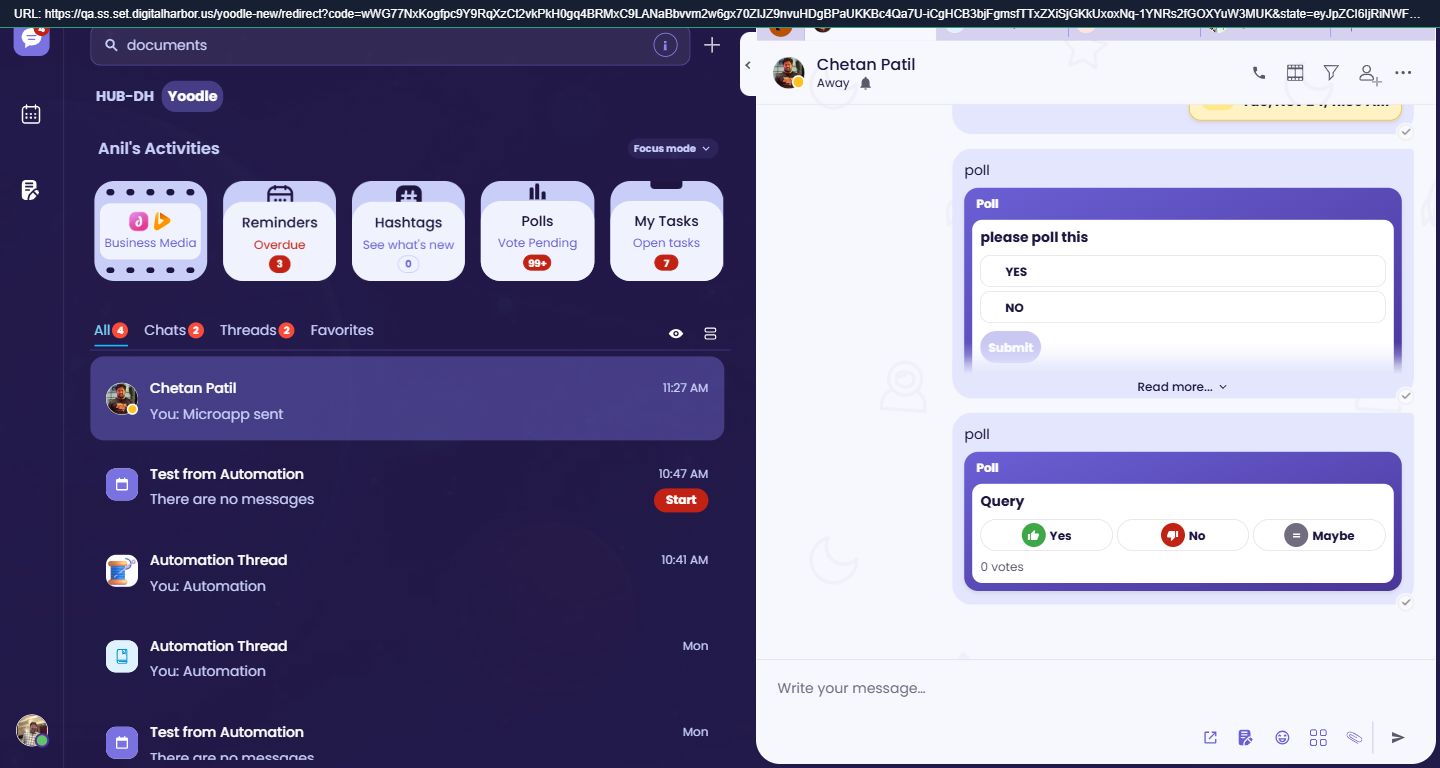 URL: https://qa.ss.set.digitalharbor.us/yoodle-new/redirect?code=
documents
HUB-DH Yoodle
Anil's Activities
Focus mode
Business Media
Reminders
Overdue
3
Hashtags
See what's new
0
Polls
Vote Pending
99+
My Tasks
Open tasks
7
All 4 Chats 2 Threads 2 Favorites
Chetan Patil 11:27 AM
You: Microapp sent
Test from Automation 10:47 AM
There are no messages Start
Automation Thread 10:41 AM
You: Automation
Automation Thread Mon
You: Automation
Test from Automation Mon
There are no messages
Chetan Patil
Away
poll
Poll
please poll this
YES
NO
Submit
Read more...
poll
Poll
Query
Yes No Maybe
0 votes
Write your message...